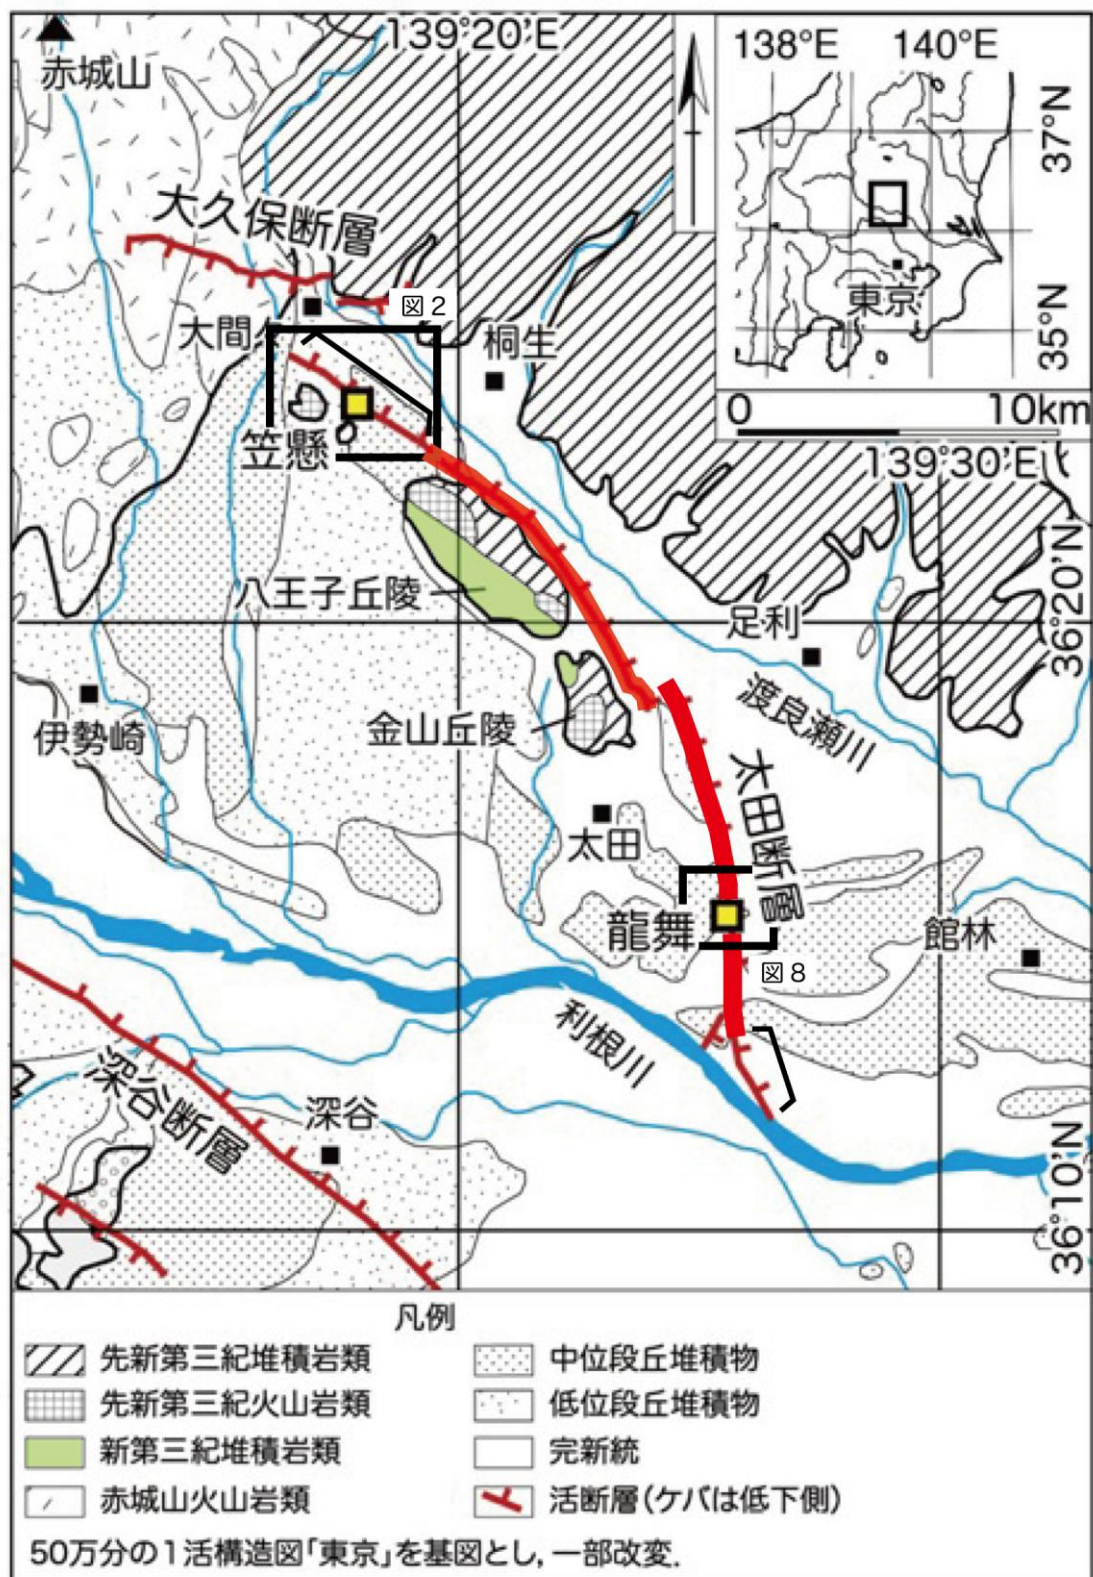 139°20'E
赤城山
138°E 140°E
37°N
大久保断層
図2
東京
35°N
大間
桐生
0 10km
笠懸
139°30'E
八王子丘陵
足利
36°20'N
伊勢崎
金山丘陵
渡良瀬川
太田断層
太田
龍舞
館林
図8
利根川
深谷断層
深谷
36°10'N
凡例
先新第三紀堆積岩類
先新第三紀火山岩類
新第三紀堆積岩類
赤城山火山岩類
中位段丘堆積物
低位段丘堆積物
完新統
活断層(ケバは低下側)
50万分の1活構造図「東京」を基図とし, 一部改変.